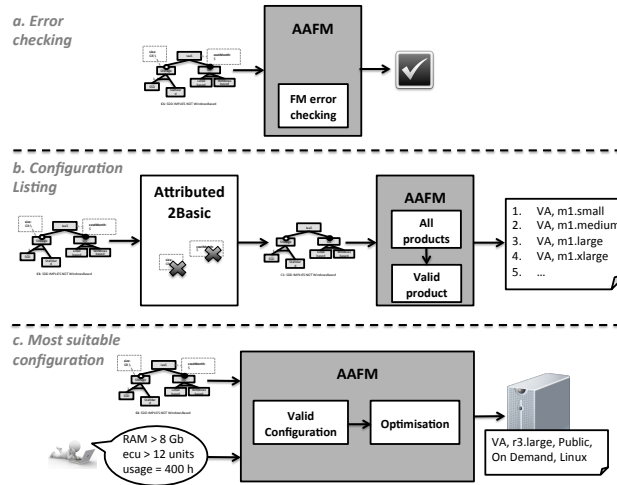 a. Error
checking
AAFM
FM error
checking
b. Configuration
Listing
Attributed
2Basic
AAFM
All
products
Valid
product
1. VA, m1.small
2. VA, m1.medium
3. VA, m1.large
4. VA, m1.xlarge
5. ...
c. Most suitable
configuration
AAFM
Valid
Configuration
Optimisation
RAM > 8 Gb
ecu > 12 units
usage = 400 h
VA, r3.large, Public,
On Demand, Linux